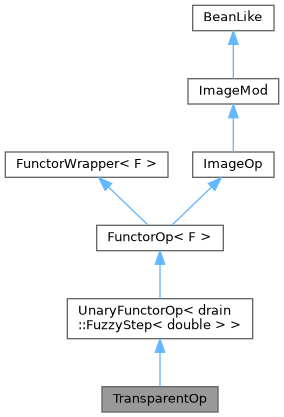 BeanLike
ImageMod
FunctorWrapper< F >
ImageOp
FunctorOp< F >
UnaryFunctorOp< drain
::FuzzyStep< double > >
TransparentOp